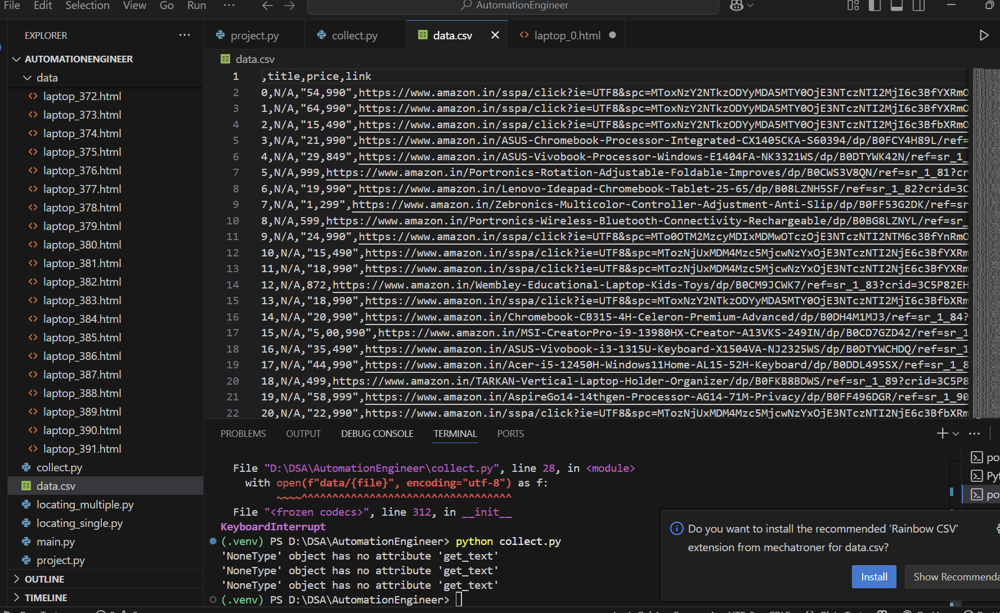 File Edit Selection View Go Run ··· AutomationEngineer
EXPLORER ···
AUTOMATIONENGINEER
data
laptop_372.html
laptop_373.html
laptop_374.html
laptop_375.html
laptop_376.html
laptop_377.html
laptop_378.html
laptop_379.html
laptop_380.html
laptop_381.html
laptop_382.html
laptop_383.html
laptop_384.html
laptop_385.html
laptop_386.html
laptop_387.html
laptop_388.html
laptop_389.html
laptop_390.html
laptop_391.html
collect.py
data.csv
locating_multiple.py
locating_single.py
main.py
project.py
OUTLINE
TIMELINE
project.py collect.py data.csv laptop_0.html
data.csv
1 ,title,price,link
2 0,N/A,"54,990",https://www.amazon.in/sspa/click?ie=UTF8&spc=MToxNzY2NTkzODYyMDA5MTY0OjE3NTczNTI2MjI6c3BfYXRmO
3 1,N/A,"64,990",https://www.amazon.in/sspa/click?ie=UTF8&spc=MToxNzY2NTkzODYyMDA5MTY0OjE3NTczNTI2MjI6c3BfYXRmO
4 2,N/A,"15,490",https://www.amazon.in/sspa/click?ie=UTF8&spc=MToxNzY2NTkzODYyMDA5MTY0OjE3NTczNTI2MjI6c3BfbXRmO
5 3,N/A,"21,990",https://www.amazon.in/ASUS-Chromebook-Processor-Integrated-CX1405CKA-S60394/dp/B0FCY4H89L/ref=
6 4,N/A,"29,849",https://www.amazon.in/ASUS-Vivobook-Processor-Windows-E1404FA-NK3321WS/dp/B0DTYWK42N/ref=sr_1_
7 5,N/A,999,https://www.amazon.in/Portronics-Rotation-Adjustable-Foldable-Improves/dp/B0CWS3V8QN/ref=sr_1_81?cr
8 6,N/A,"19,990",https://www.amazon.in/Lenovo-Ideapad-Chromebook-Tablet-25-65/dp/B08LZNH5SF/ref=sr_1_82?crid=3C
9 7,N/A,"1,299",https://www.amazon.in/Zebronics-Multicolor-Controller-Adjustment-Anti-Slip/dp/B0FF53G2DK/ref=sr
10 8,N/A,599,https://www.amazon.in/Portronics-Wireless-Bluetooth-Connectivity-Rechargeable/dp/B0BG8LZNYL/ref=sr_
11 9,N/A,"24,990",https://www.amazon.in/sspa/click?ie=UTF8&spc=MTo0OTM2MzcyMDIxMDMwOTczOjE3NTczNTI2NTM6c3BfYnRmO
12 10,N/A,"15,490",https://www.amazon.in/sspa/click?ie=UTF8&spc=MTozNjUxMDM4Mzc5MjcwNzYxOjE3NTczNTI2NjE6c3BfYXRm
13 11,N/A,"18,990",https://www.amazon.in/sspa/click?ie=UTF8&spc=MTozNjUxMDM4Mzc5MjcwNzYxOjE3NTczNTI2NjE6c3BfYXRm
14 12,N/A,872,https://www.amazon.in/Wembley-Educational-Laptop-Kids-Toys/dp/B0CM9JCWK7/ref=sr_1_83?crid=3C5P82EH
15 13,N/A,"18,990",https://www.amazon.in/sspa/click?ie=UTF8&spc=MToxNzY2NTkzODYyMDA5MTY0OjE3NTczNTI2MjI6c3BfbXRm
16 14,N/A,"20,990",https://www.amazon.in/Chromebook-CB315-4H-Celeron-Premium-Advanced/dp/B0DH4M1MJ3/ref=sr_1_84?
17 15,N/A,"5,00,990",https://www.amazon.in/MSI-CreatorPro-i9-13980HX-Creator-A13VKS-249IN/dp/B0CD7GZD42/ref=sr_1
18 16,N/A,"35,490",https://www.amazon.in/ASUS-Vivobook-i3-1315U-Keyboard-X1504VA-NJ2325WS/dp/B0DTYWCHDQ/ref=sr_1
19 17,N/A,"44,990",https://www.amazon.in/Acer-i5-12450H-Windows11Home-AL15-52H-Keyboard/dp/B0DDL495SX/ref=sr_1_8
20 18,N/A,499,https://www.amazon.in/TARKAN-Vertical-Laptop-Holder-Organizer/dp/B0FKB8BDWS/ref=sr_1_89?crid=3C5P8
21 19,N/A,"58,999",https://www.amazon.in/AspireGo14-14thgen-Processor-AG14-71M-Privacy/dp/B0FF496DGR/ref=sr_1_90
22 20,N/A,"22,990",https://www.amazon.in/sspa/click?ie=UTF8&spc=MTozNjUxMDM4Mzc5MjcwNzYxOjE3NTczNTI2NjE6c3BfbXRm
PROBLEMS OUTPUT DEBUG CONSOLE TERMINAL PORTS
File "D:\DSA\AutomationEngineer\collect.py", line 28, in <module>
with open(f"data/{file}", encoding="utf-8") as f:
~~~~^^^^^^^^^^^^^^^^^^^^^^^^^^^^^^^^^^
File "<frozen codecs>", line 312, in __init__
KeyboardInterrupt
(.venv) PS D:\DSA\AutomationEngineer> python collect.py
'NoneType' object has no attribute 'get_text'
'NoneType' object has no attribute 'get_text'
'NoneType' object has no attribute 'get_text'
(.venv) PS D:\DSA\AutomationEngineer>
po
Pyt
po
Do you want to install the recommended 'Rainbow CSV'
extension from mechatroner for data.csv?
Install Show Recommenda